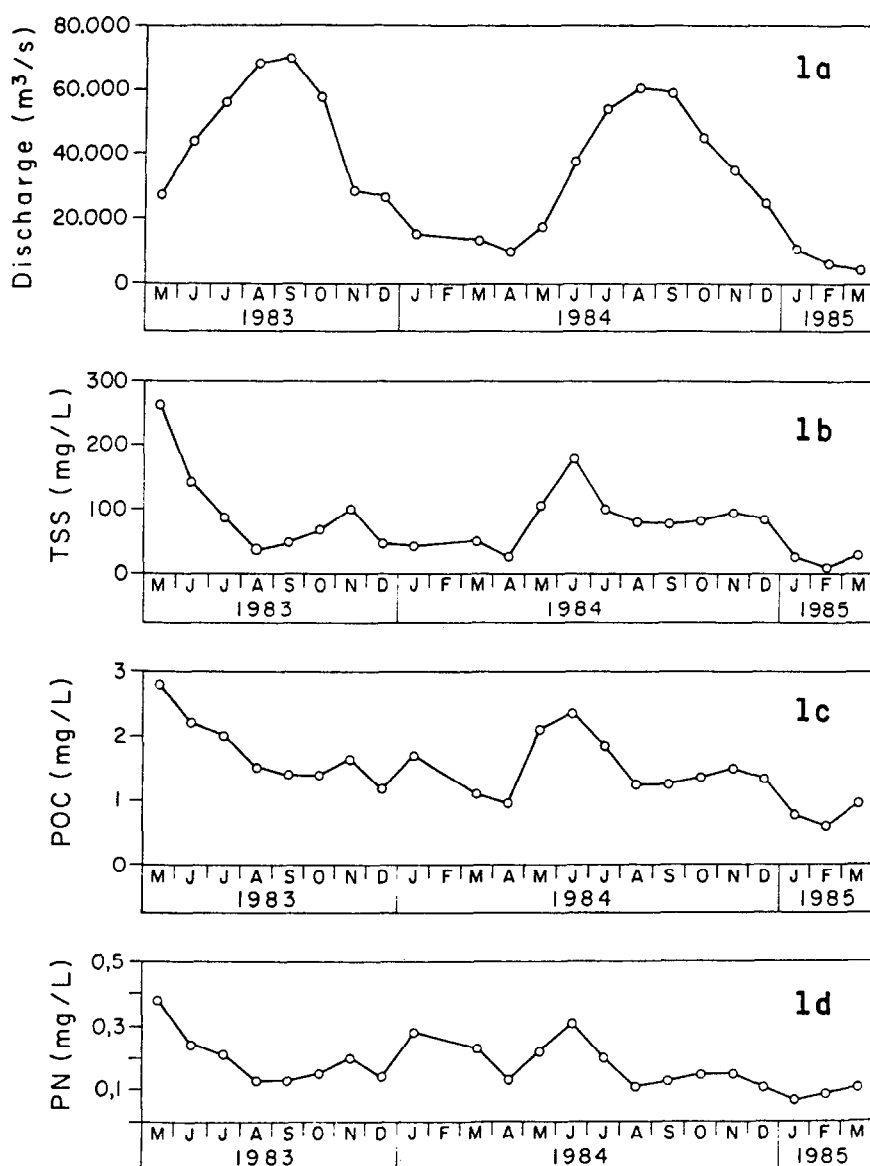 80.000
60.000
40.000
20.000
0
Discharge (m³/s)
1a
M J J A S O N D J F M A M J J A S O N D J F M
1983 1984 1985
300
200
100
0
TSS (mg/L)
1b
M J J A S O N D J F M A M J J A S O N D J F M
1983 1984 1985
3
2
1
0
POC (mg/L)
1c
M J J A S O N D J F M A M J J A S O N D J F M
1983 1984 1985
0,5
0,3
0,1
PN (mg/L)
1d
M J J A S O N D J F M A M J J A S O N D J F M
1983 1984 1985